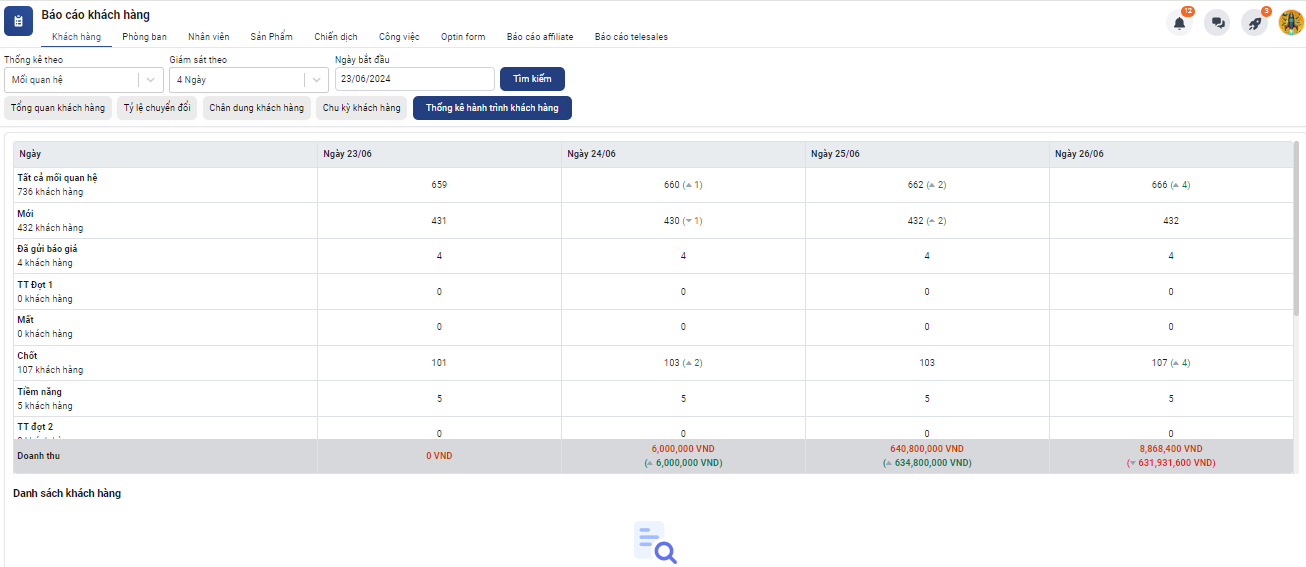 Báo cáo khách hàng
12
3
Khách hàng Phòng ban Nhân viên Sản Phẩm Chiến dịch Công việc Optin form Báo cáo affiliate Báo cáo telesales
Thống kê theo Giám sát theo Ngày bắt đầu
Mối quan hệ 4 Ngày 23/06/2024 Tìm kiếm
Tổng quan khách hàng Tỷ lệ chuyển đổi Chân dung khách hàng Chu kỳ khách hàng Thống kê hành trình khách hàng
Ngày Ngày 23/06 Ngày 24/06 Ngày 25/06 Ngày 26/06
Tất cả mối quan hệ
736 khách hàng
659 660 (▲ 1) 662 (▲ 2) 666 (▲ 4)
Mới
432 khách hàng
431 430 (▼ 1) 432 (▲ 2) 432
Đã gửi báo giá
4 khách hàng
4 4 4 4
TT Đợt 1
0 khách hàng
0 0 0 0
Mất
0 khách hàng
0 0 0 0
Chốt
107 khách hàng
101 103 (▲ 2) 103 107 (▲ 4)
Tiềm năng
5 khách hàng
5 5 5 5
TT đợt 2
0 0 0 0
Doanh thu
0 VND
6,000,000 VND 640,800,000 VND 8,868,400 VND
(▲ 6,000,000 VND) (▲ 634,800,000 VND) (▼ 631,931,600 VND)
Danh sách khách hàng